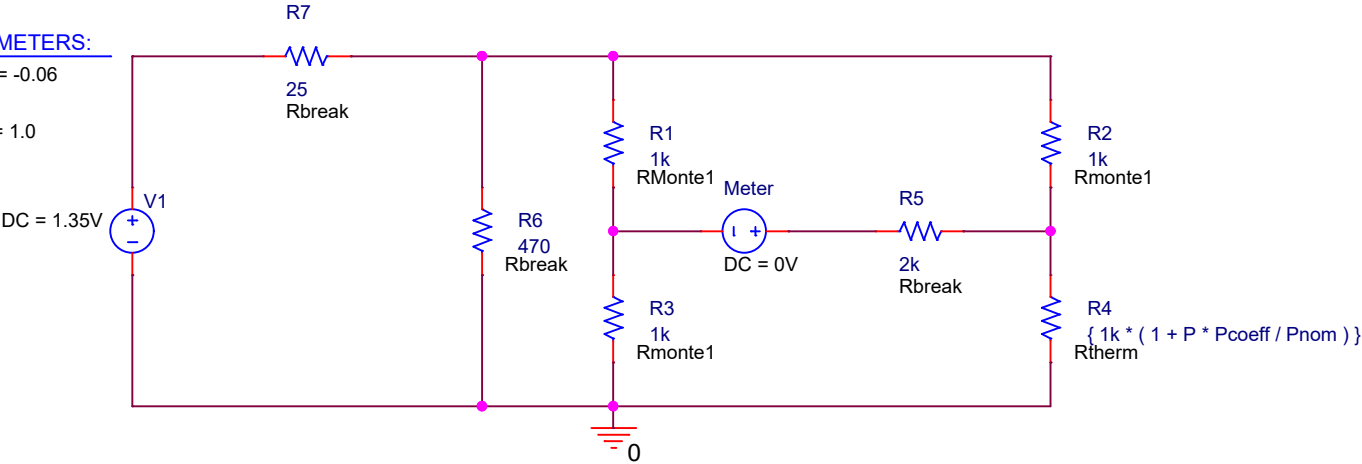 R7
METERS:
= -0.06
25
Rbreak
= 1.0
R1
1k
RMonte1
R2
1k
Rmonte1
Meter
V1
DC = 1.35V
R5
R6
470
Rbreak
DC = 0V
2k
Rbreak
R3
1k
Rmonte1
R4
{ 1k * ( 1 + P * Pcoeff / Pnom ) }
Rtherm
0